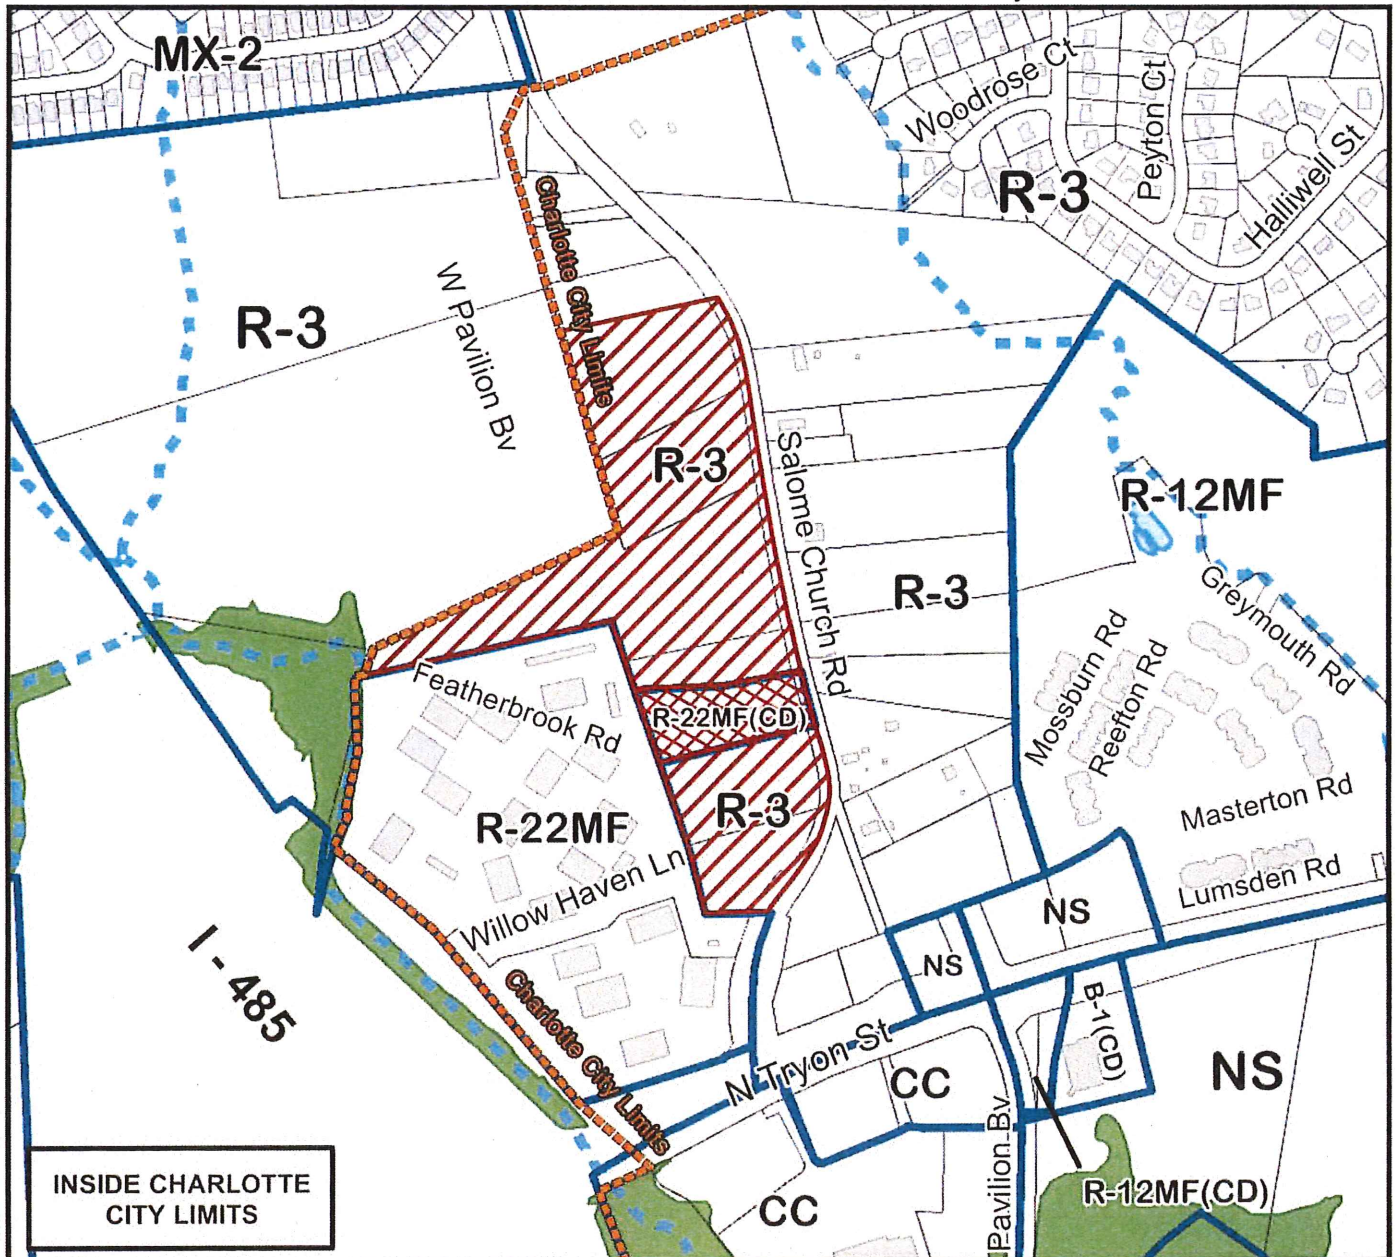 MX-2
Woodrose Ct
Peyton Ct
Halliwell St
R-3
Charlotte City Limits
W Pavilion Bv
R-3
R-3
Salome Church Rd
R-12MF
R-3
Greymouth Rd
Mossburn Rd
Reefton Rd
Featherbrook Rd
R-22MF(CD)
R-22MF
R-3
Masterton Rd
Willow Haven Ln
Lumsden Rd
NS
NS
I - 485
Charlotte City Limits
B-1(CD)
N Tryon St
CC
NS
Pavilion Bv
R-12MF(CD)
CC
INSIDE CHARLOTTE
CITY LIMITS